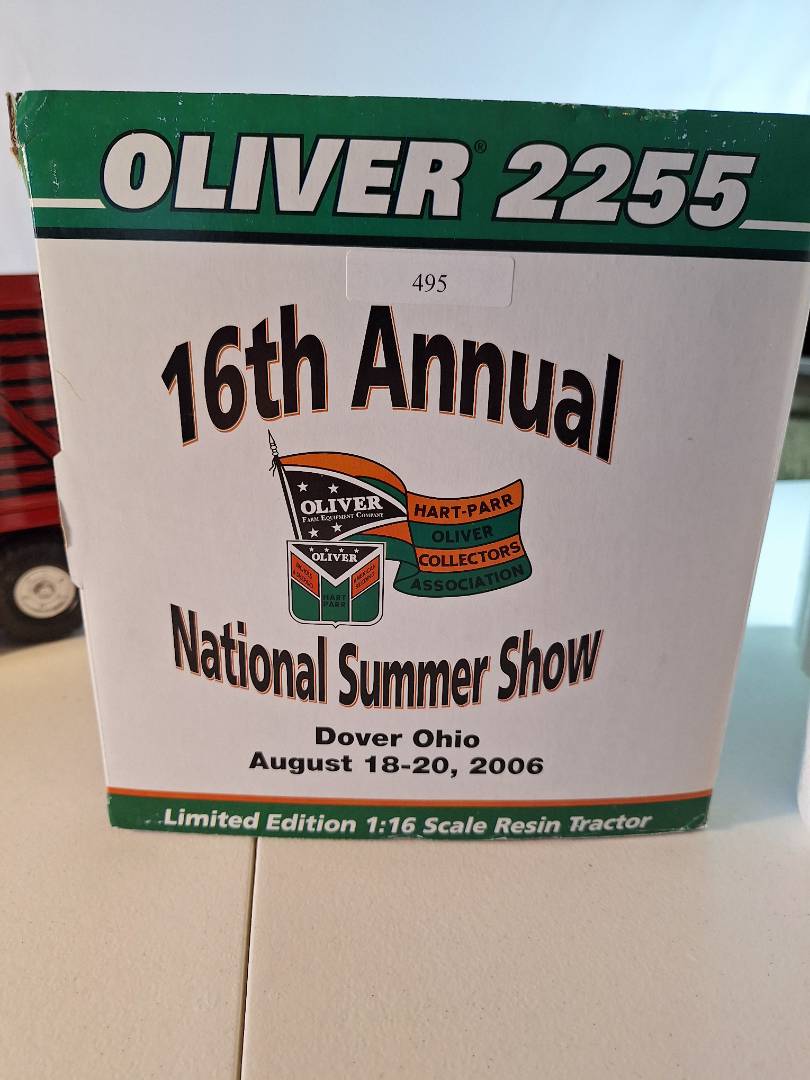 OLIVER® 2255
495
16th Annual
OLIVER
FARM EQUIPMENT COMPANY
HART-PARR
OLIVER
COLLECTORS
ASSOCIATION
OLIVER
HART
PARR
National Summer Show
Dover Ohio
August 18-20, 2006
Limited Edition 1:16 Scale Resin Tractor